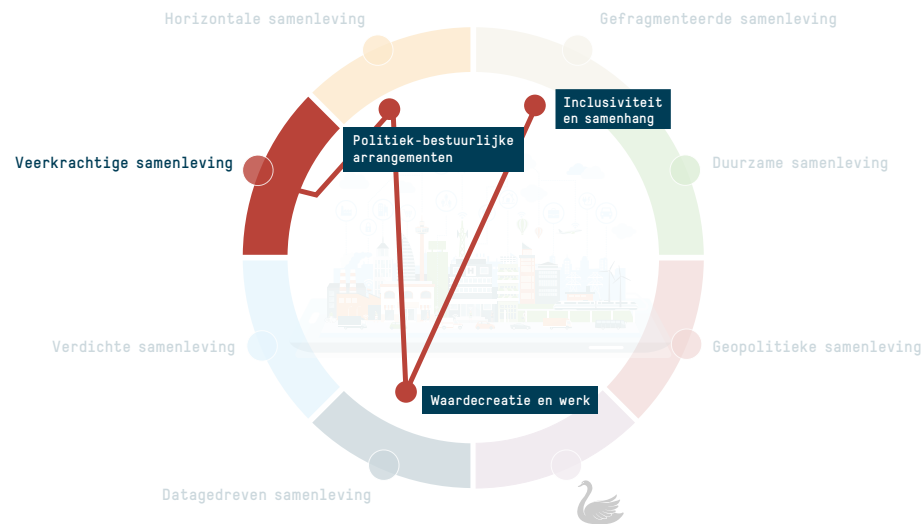 Horizontale samenleving
Gefragmenteerde samenleving
Inclusiviteit
en samenhang
Politiek-bestuurlijke
arrangementen
Veerkrachtige samenleving
Duurzame samenleving
Verdichte samenleving
Geopolitieke samenleving
Waardecreatie en werk
Datagedreven samenleving